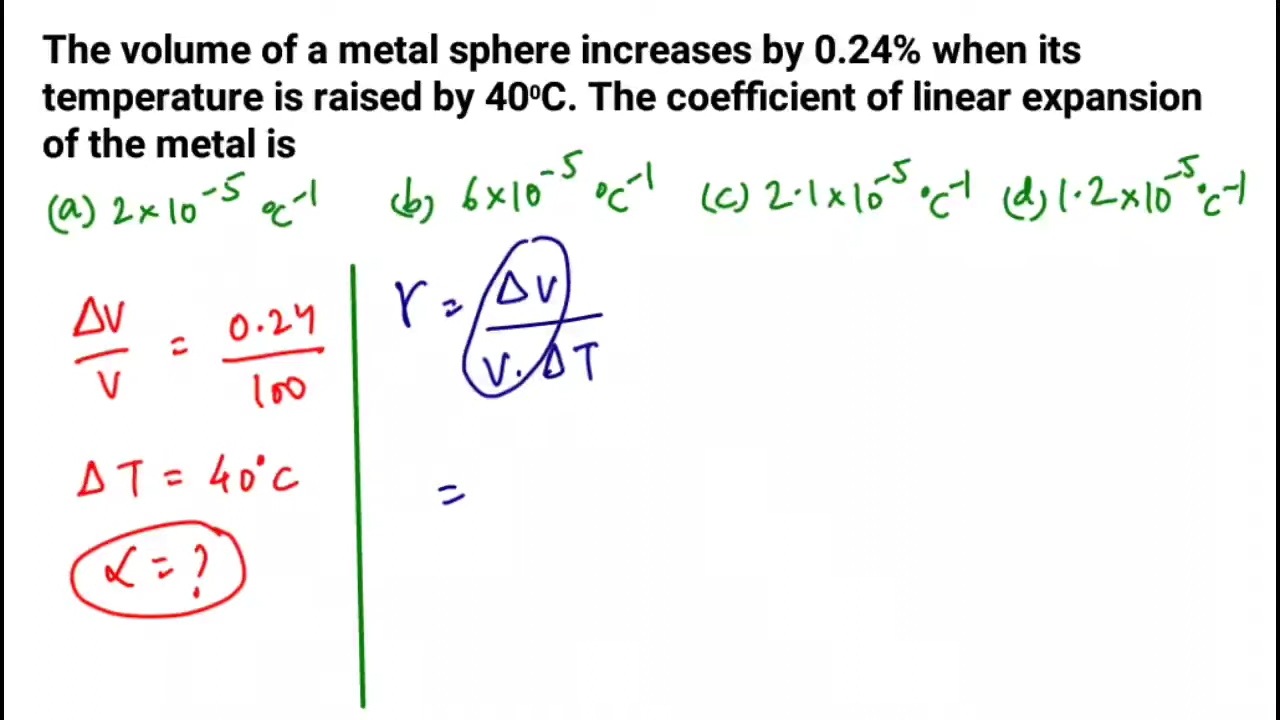 The volume of a metal sphere increases by 0.24% when its
temperature is raised by 40⁰C. The coefficient of linear expansion
of the metal is
(a) 2×10⁻⁵ °C⁻¹ (b) 6×10⁻⁵ °C⁻¹ (c) 2.1×10⁻⁵ °C⁻¹ (d) 1.2×10⁻⁵ °C⁻¹
ΔV/V = 0.24/100
ΔT = 40°C
α = ?
γ = ΔV/V·ΔT
=